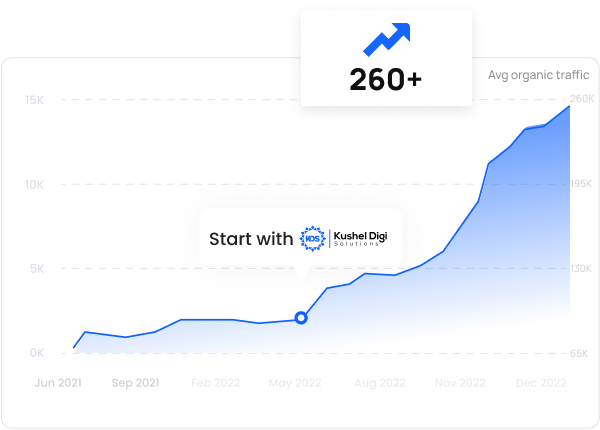 260+
Avg organic traffic
15K
260K
10K
195K
Start with KDS Kushel Digi
Solutions
5K
130K
0K
65K
Jun 2021 Sep 2021 Feb 2022 May 2022 Aug 2022 Nov 2022 Dec 2022